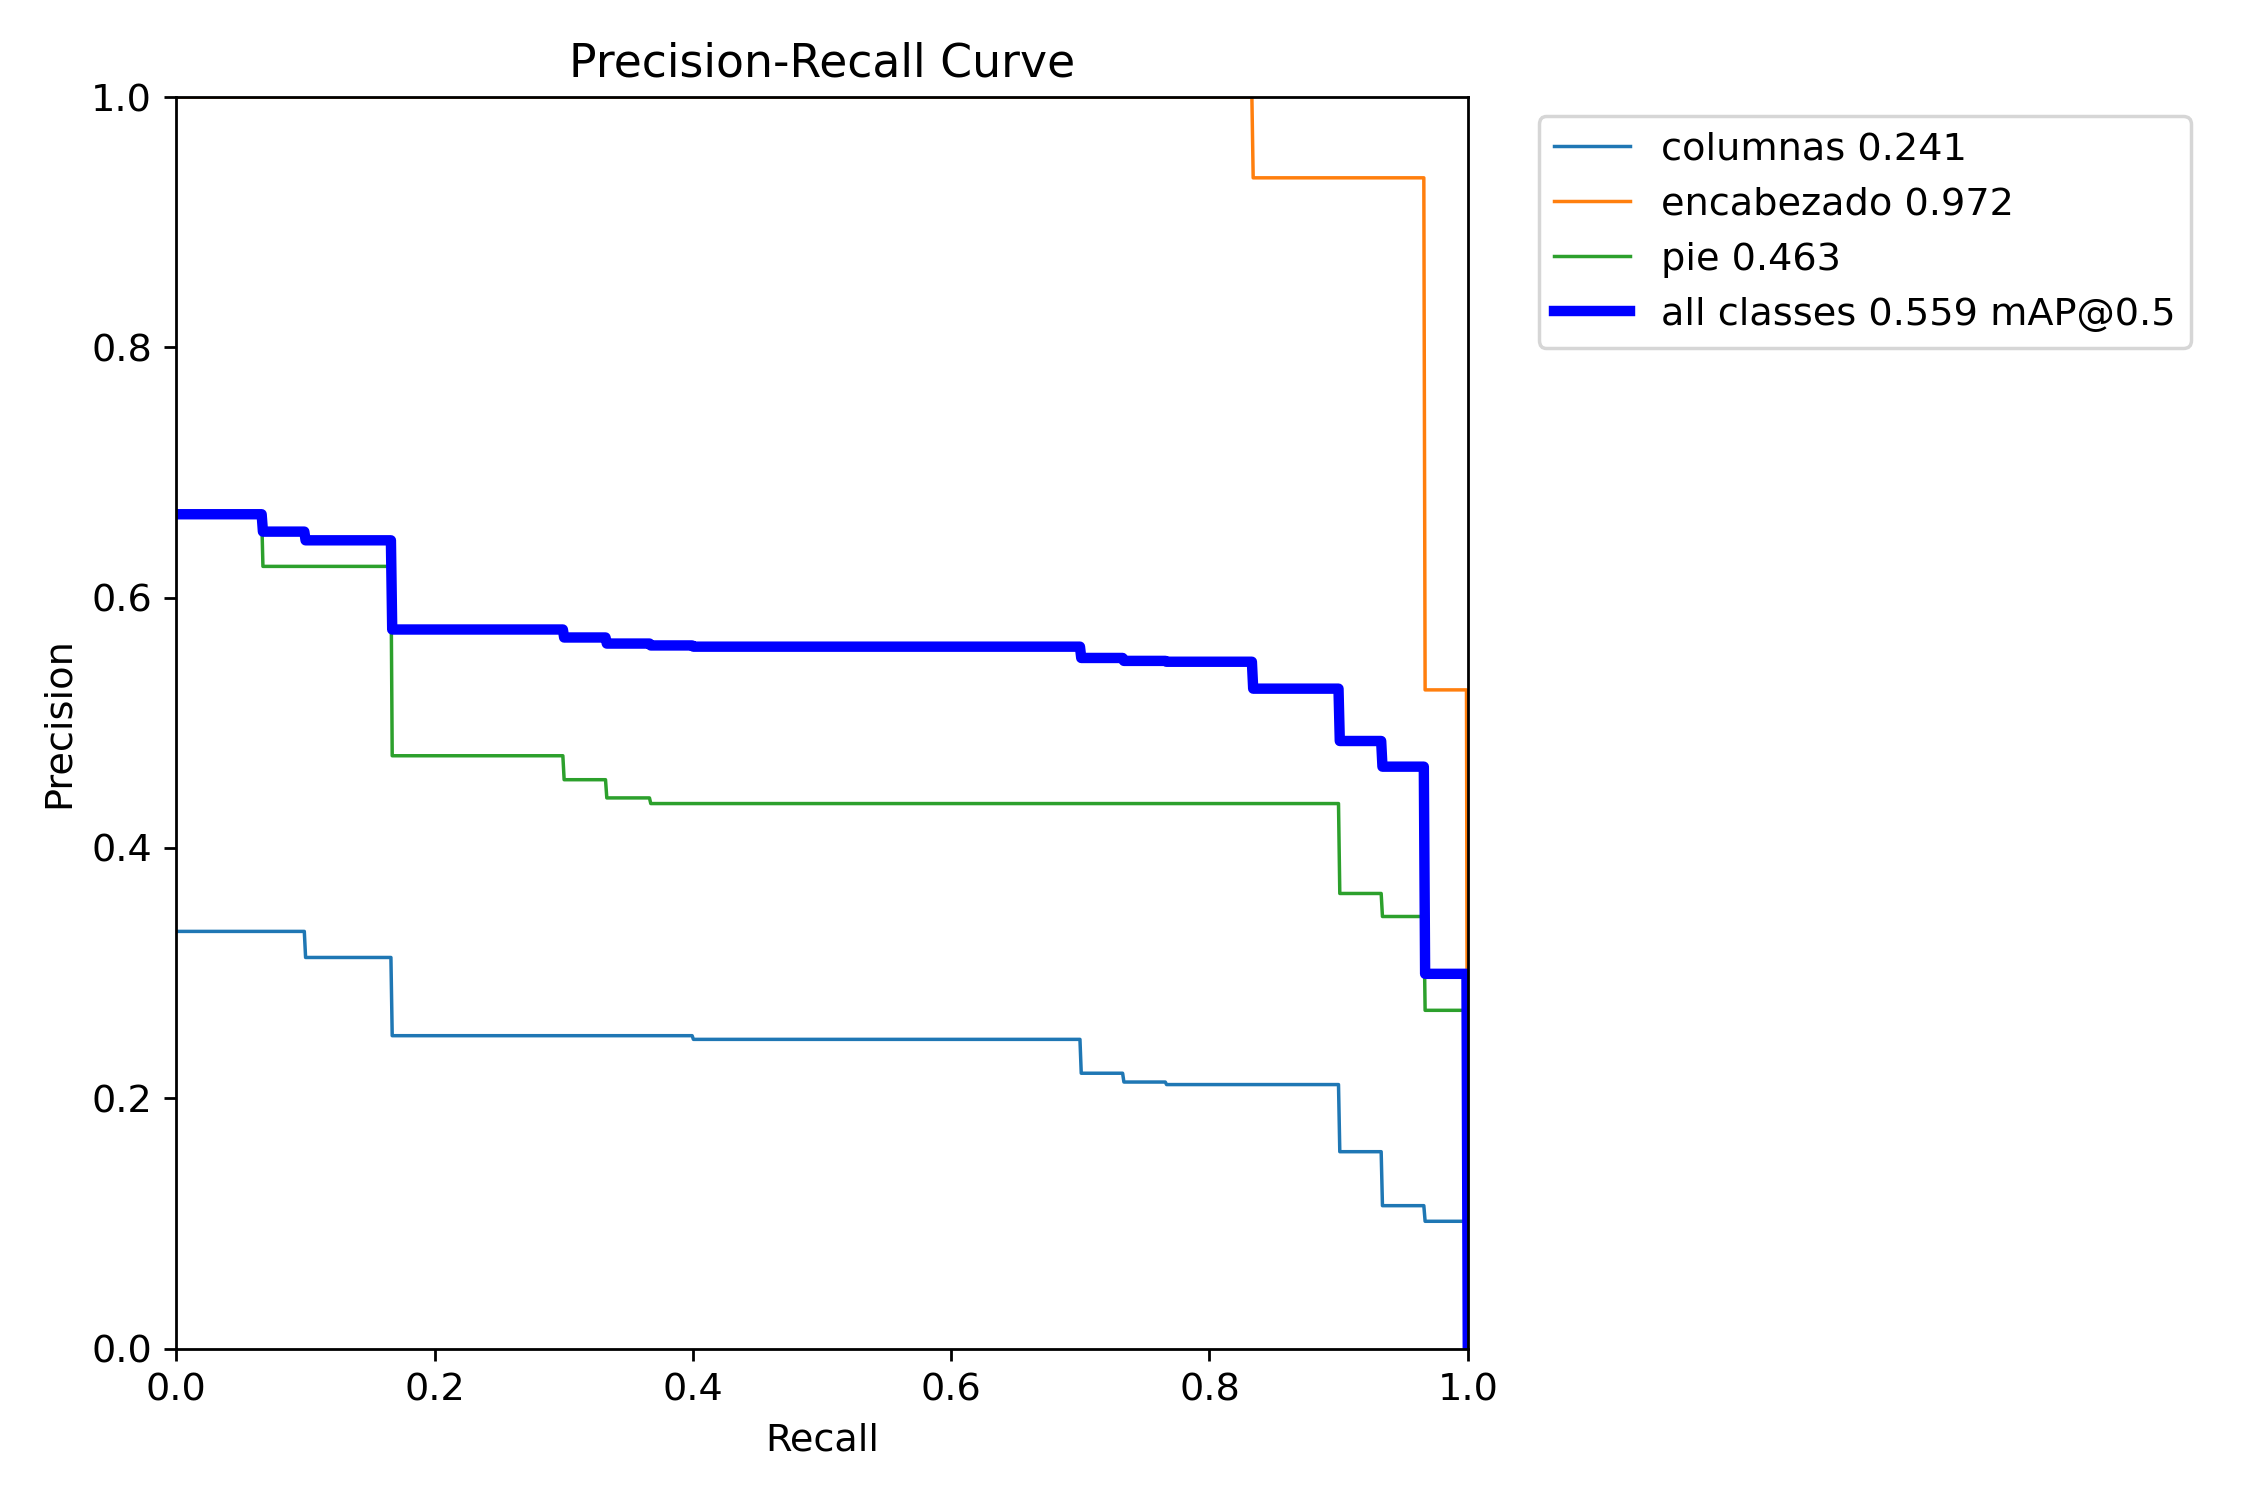 Precision-Recall Curve
1.0
0.8
0.6
0.4
0.2
0.0
Precision
0.0 0.2 0.4 0.6 0.8 1.0
Recall
columnas 0.241
encabezado 0.972
pie 0.463
all classes 0.559 mAP@0.5